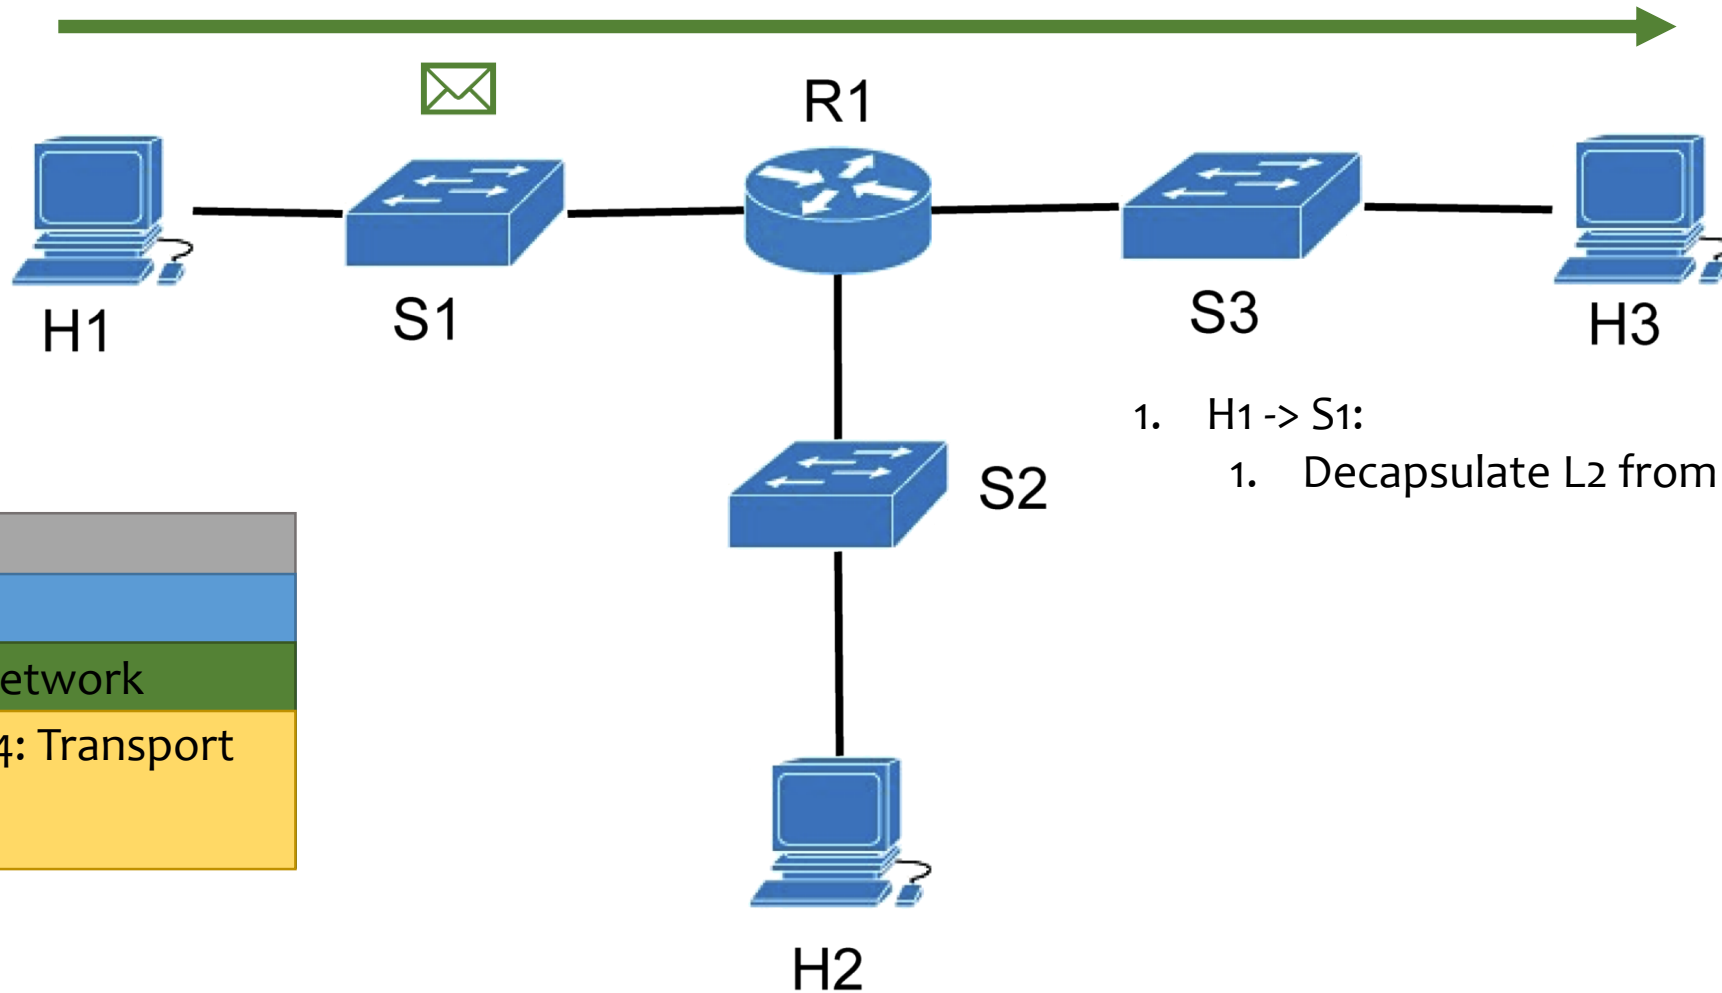 R1
H1
S1
S3
H3
1. H1 -> S1:
1. Decapsulate L2 from
S2
etwork
4: Transport
H2